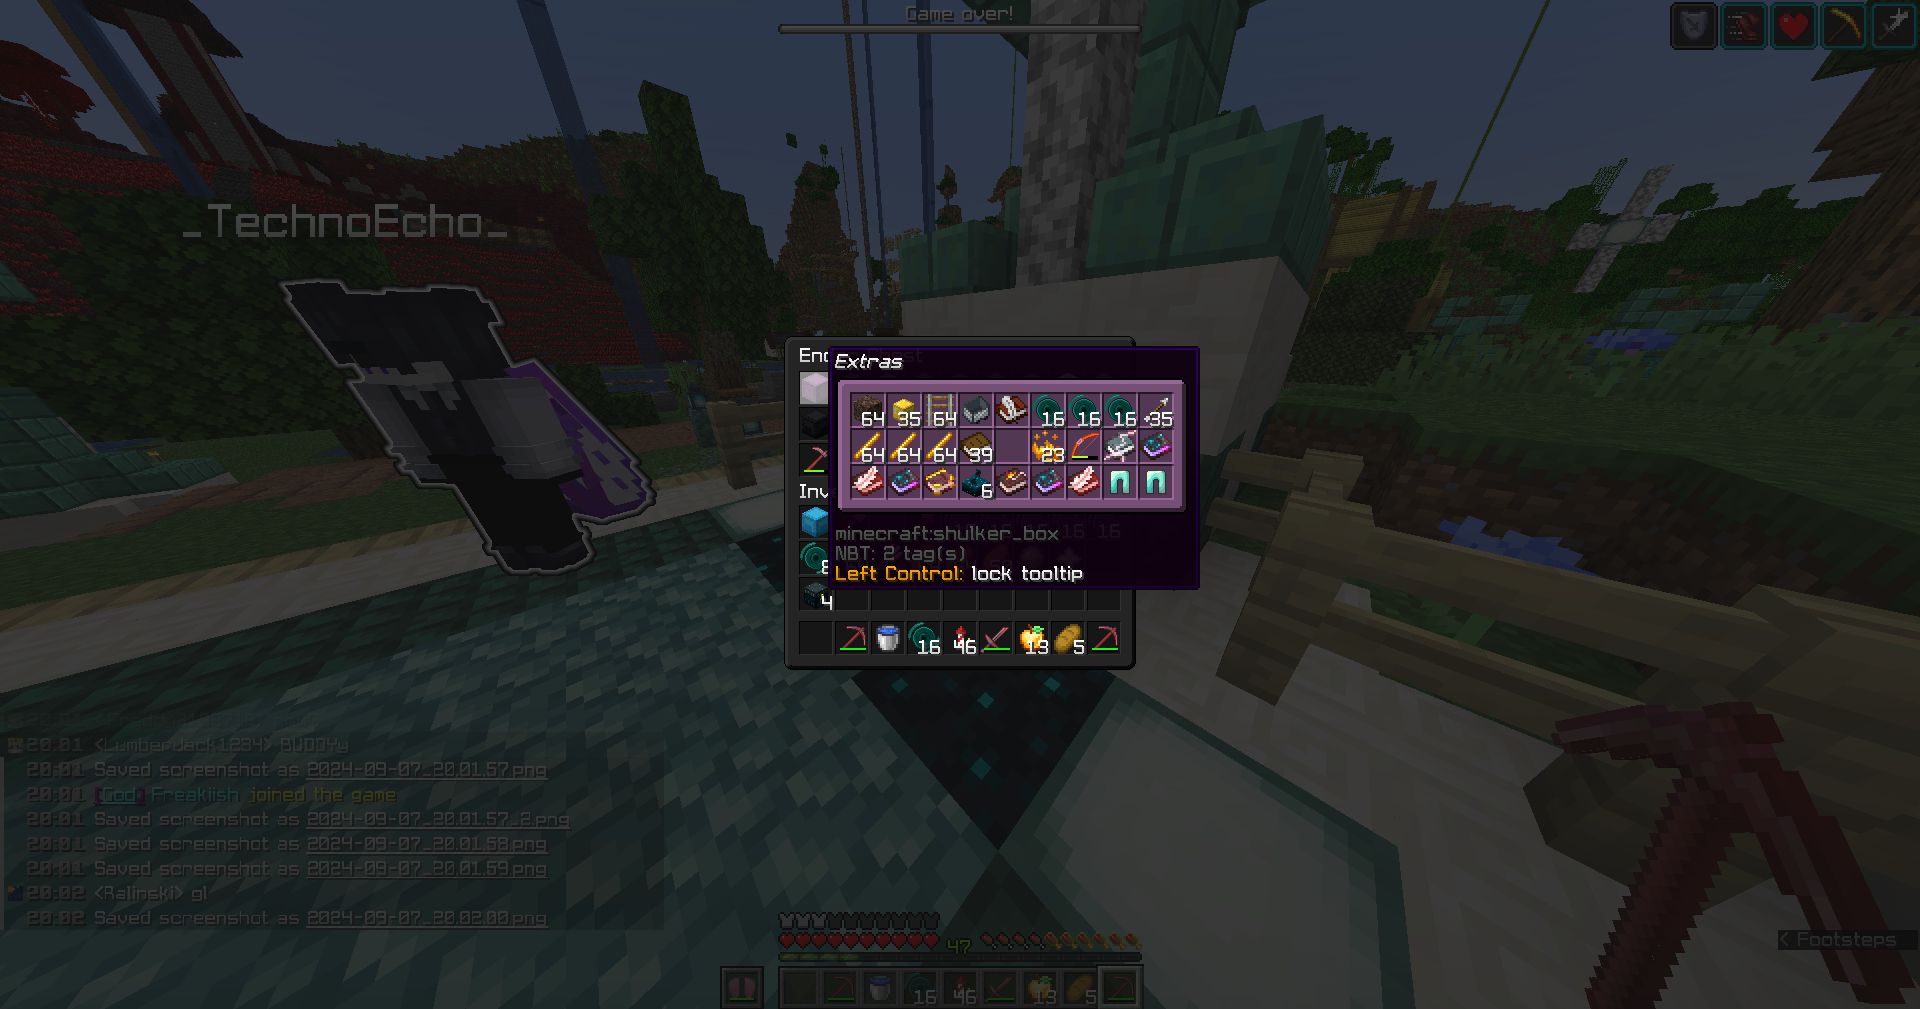 Game over!
_TechnoEcho_
Extras
64 35 64 16 16 16 +35
64 64 64 39 23
6
minecraft:shulker_box
NBT: 2 tag(s)
Left Control: lock tooltip
Inv
8
4
16 46 13 5
20:01 <Lumberjack1234> BUDDYy
20:01 Saved screenshot as 2024-09-07_20.01.57.png
20:01 [God] Freakiish joined the game
20:01 Saved screenshot as 2024-09-07_20.01.57_2.png
20:01 Saved screenshot as 2024-09-07_20.01.58.png
20:01 Saved screenshot as 2024-09-07_20.01.59.png
20:02 <Ralinski> gl
20:02 Saved screenshot as 2024-09-07_20.02.00.png
47
< Footsteps
16 46 13 5